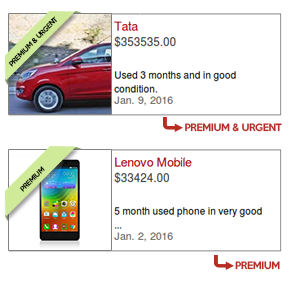 PREMIUM & URGENT
Tata
$353535.00
Used 3 months and in good
condition.
Jan. 9, 2016
PREMIUM & URGENT
PREMIUM
Lenovo Mobile
$33424.00
5 month used phone in very good
...
Jan. 2, 2016
PREMIUM